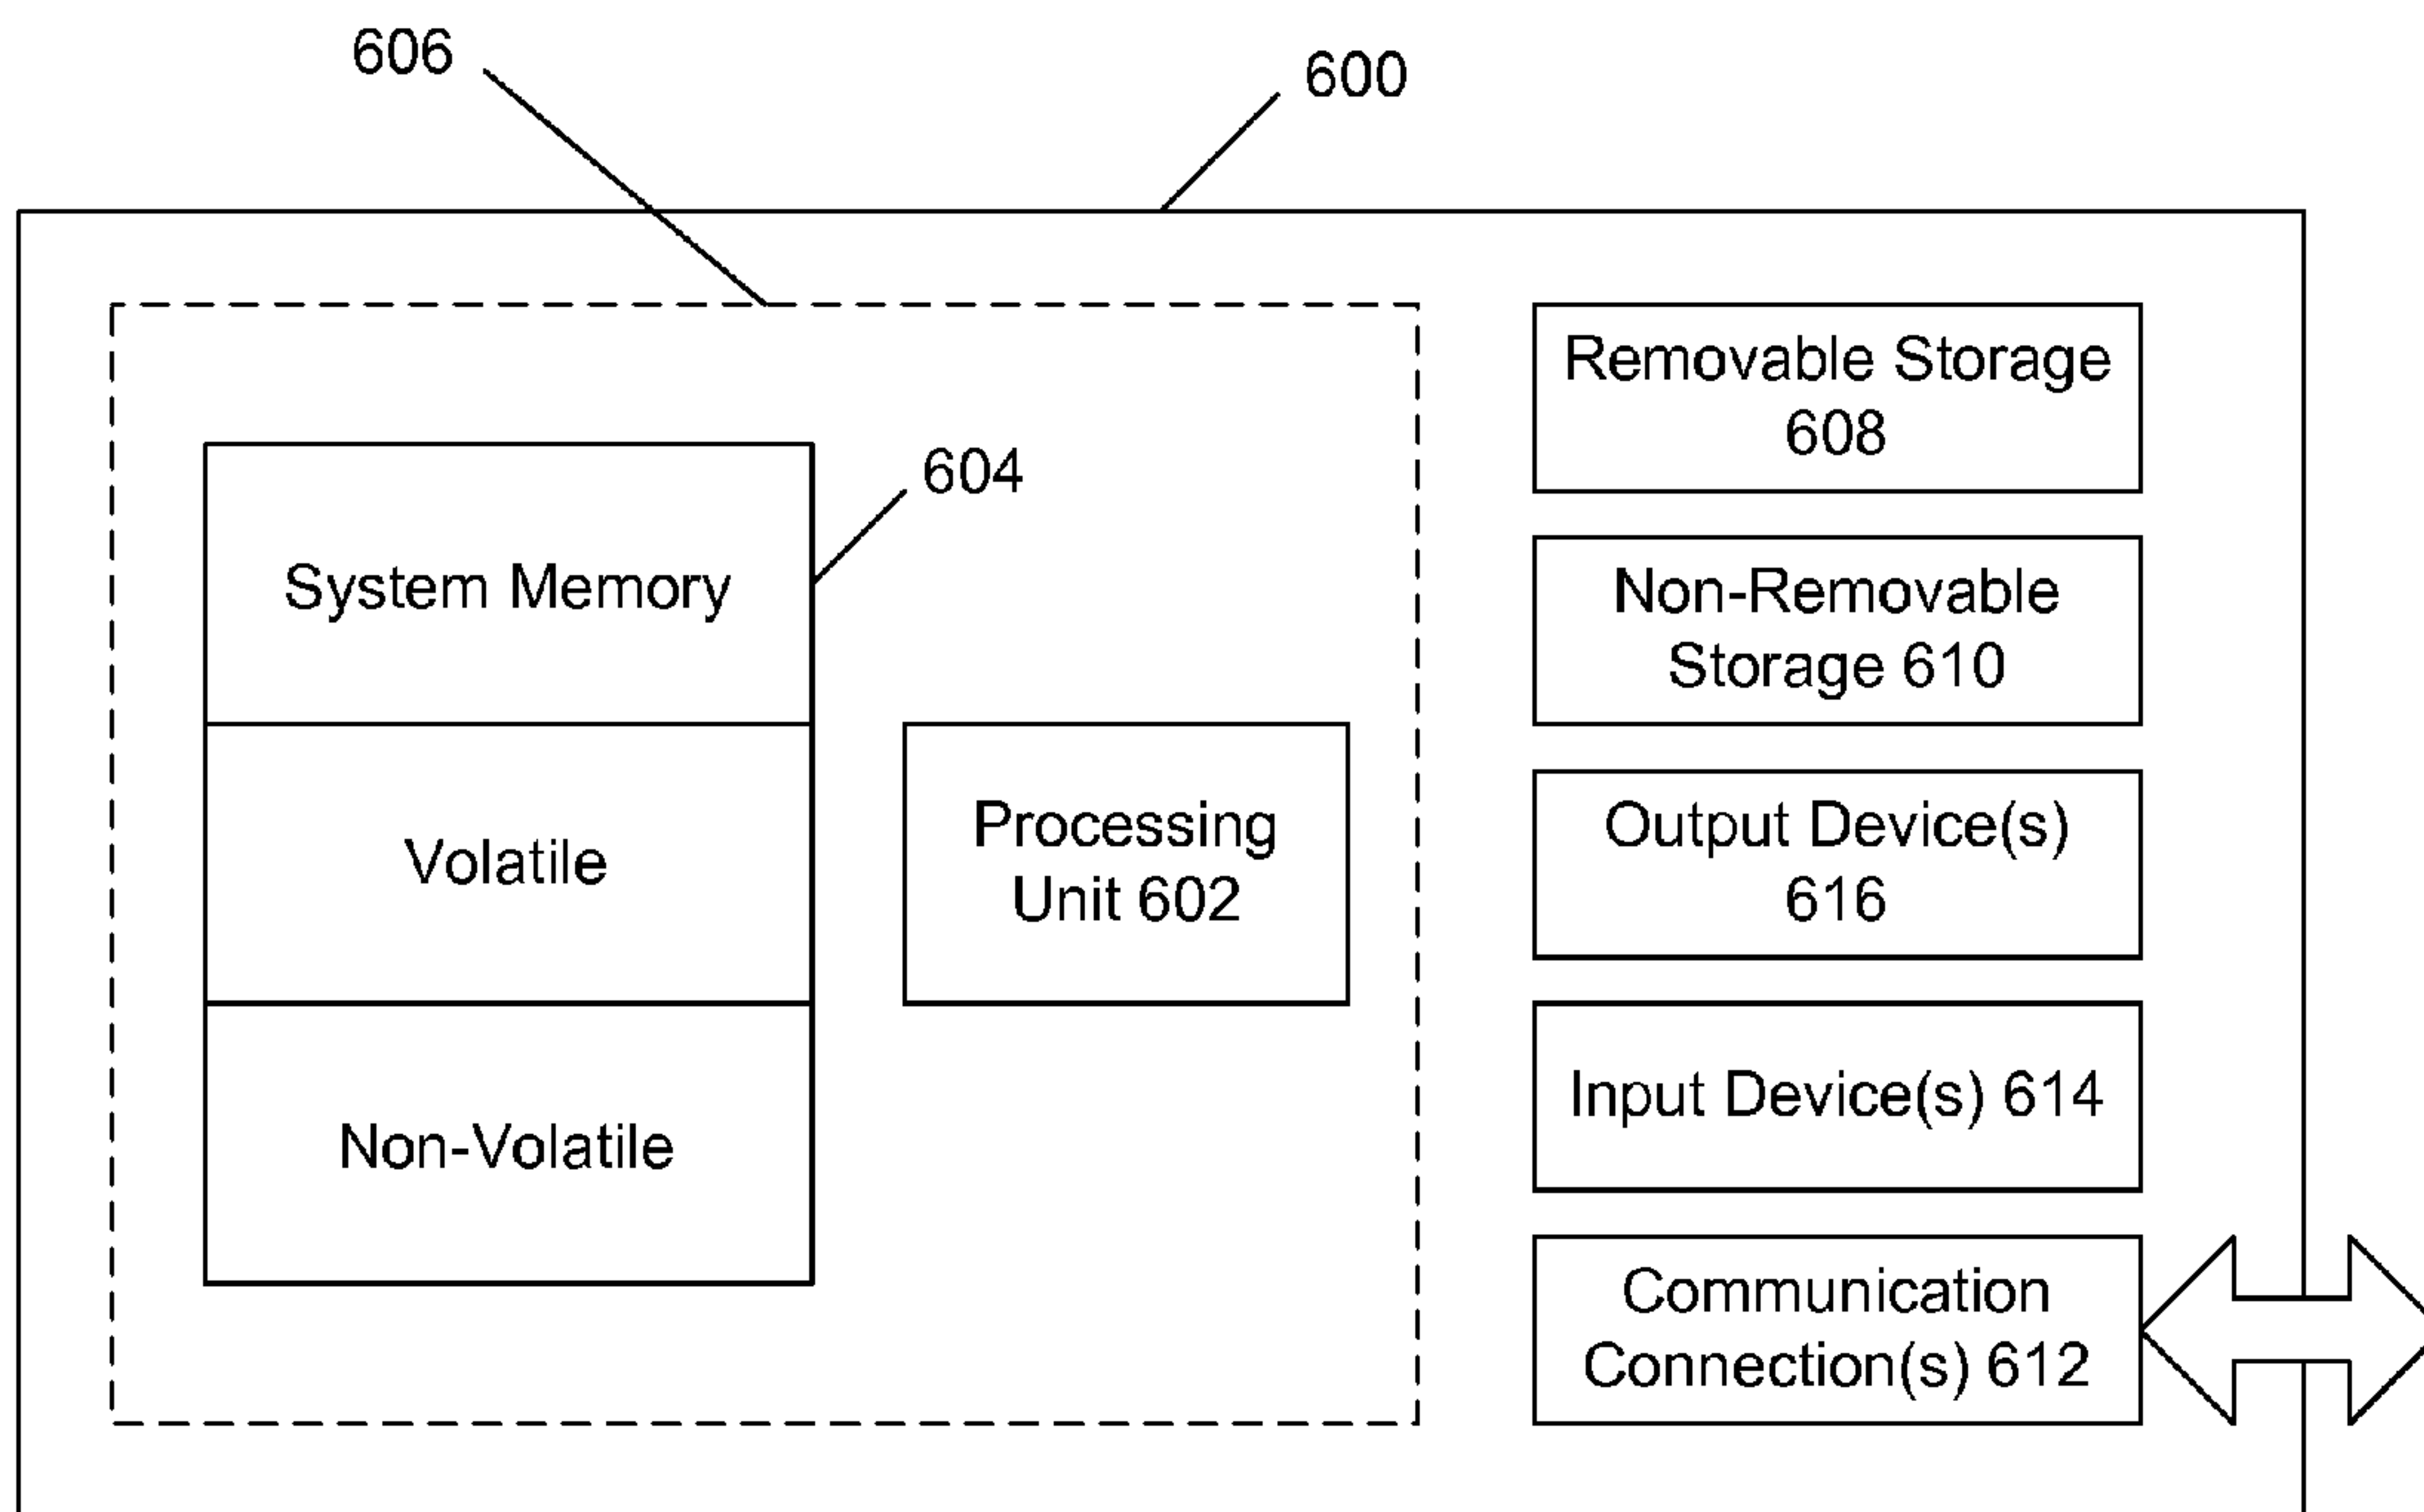 606
600
604
System Memory
Volatile
Non-Volatile
Processing
Unit 602
Removable Storage
608
Non-Removable
Storage 610
Output Device(s)
616
Input Device(s) 614
Communication
Connection(s) 612